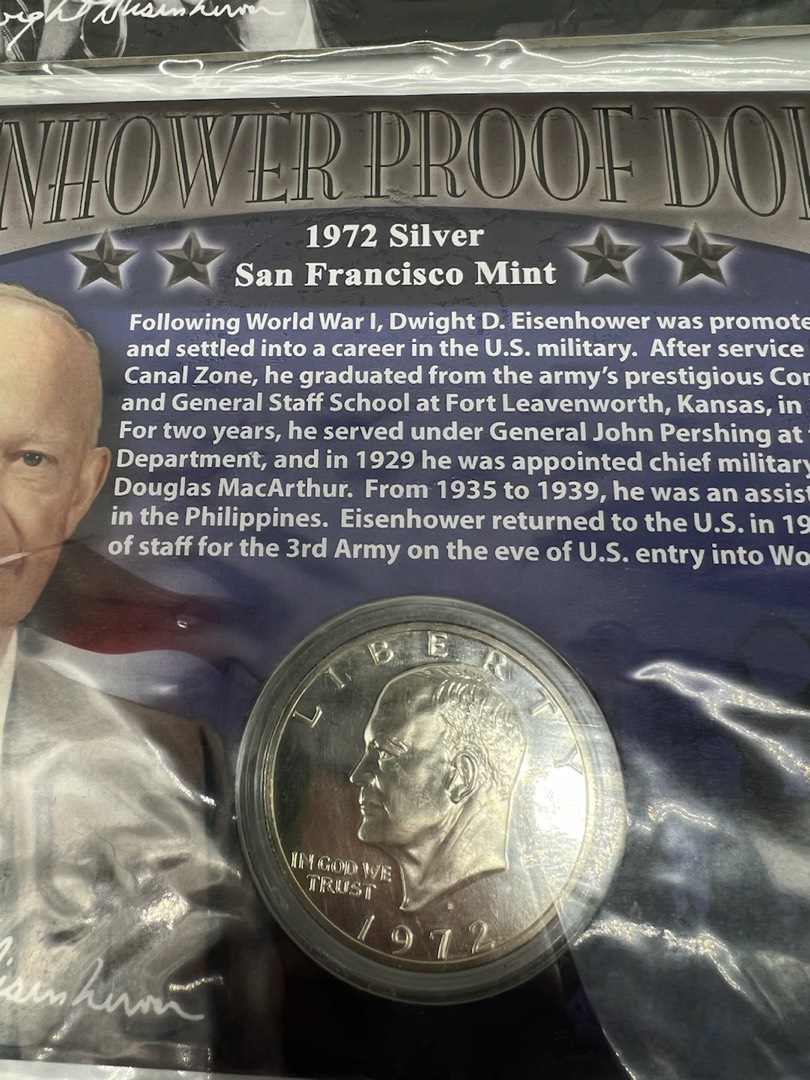 Eisenhower
NHOWER PROOF DOL
1972 Silver
San Francisco Mint
Following World War I, Dwight D. Eisenhower was promote
and settled into a career in the U.S. military. After service
Canal Zone, he graduated from the army's prestigious Com
and General Staff School at Fort Leavenworth, Kansas, in
For two years, he served under General John Pershing at
Department, and in 1929 he was appointed chief military
Douglas MacArthur. From 1935 to 1939, he was an assis
in the Philippines. Eisenhower returned to the U.S. in 19
of staff for the 3rd Army on the eve of U.S. entry into Wo
LIBERTY
IN GOD WE
TRUST
1972
Eisenhower